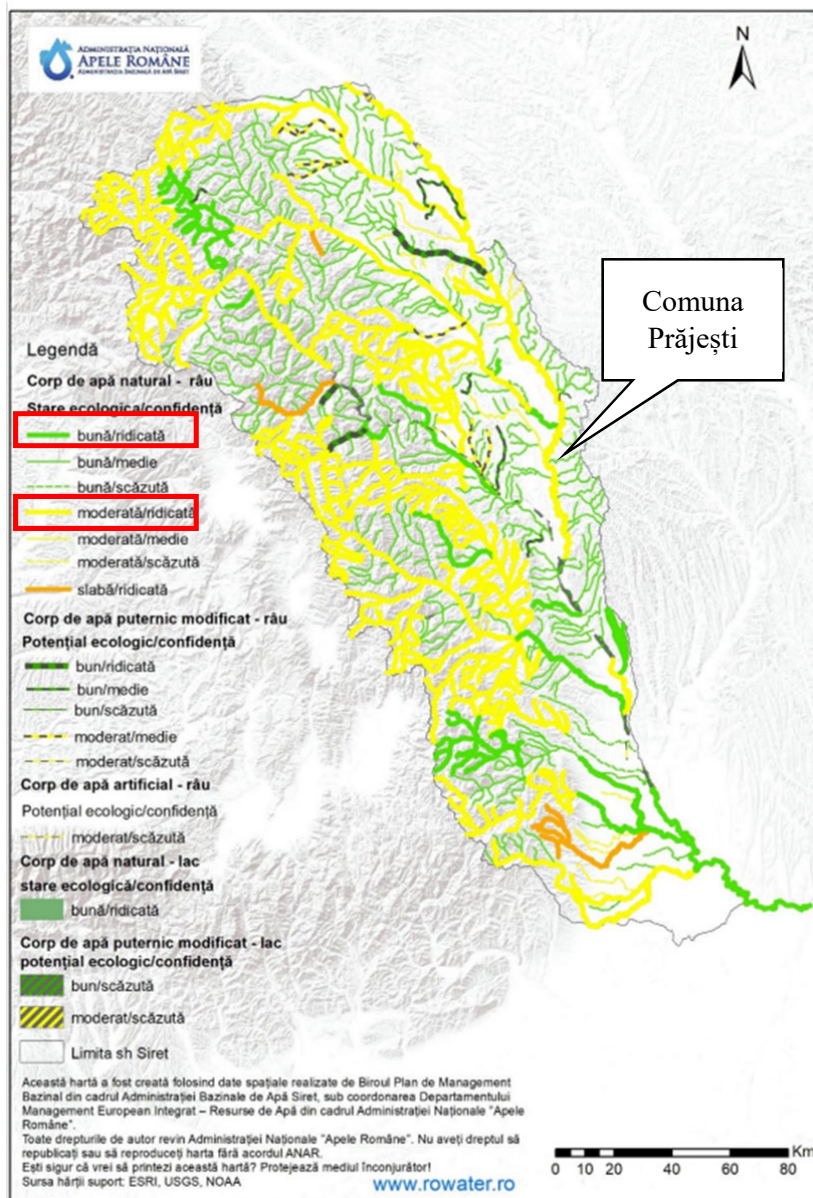 ADMINISTRAȚIA NAȚIONALĂ
APELE ROMÂNE
ADMINISTRAȚIA BAZINALĂ DE APĂ SIRET
N
Comuna
Prăjești
Legendă
Corp de apă natural - râu
Stare ecologica/confidență
bună/ridicată
bună/medie
bună/scăzută
moderată/ridicată
moderată/medie
moderată/scăzută
slabă/ridicată
Corp de apă puternic modificat - râu
Potențial ecologic/confidență
bun/ridicată
bun/medie
bun/scăzută
moderat/medie
moderat/scăzută
Corp de apă artificial - râu
Potențial ecologic/confidență
moderat/scăzută
Corp de apă natural - lac
stare ecologică/confidență
bună/ridicată
Corp de apă puternic modificat - lac
potențial ecologic/confidență
bun/scăzută
moderat/scăzută
Limita sh Siret
Această hartă a fost creată folosind date spațiale realizate de Biroul Plan de Management
Bazinal din cadrul Administrației Bazinale de Apă Siret, sub coordonarea Departamentului
Management European Integrat – Resurse de Apă din cadrul Administrației Naționale "Apele
Române".
Toate drepturile de autor revin Administrației Naționale "Apele Române". Nu aveți dreptul să
republicați sau să reproduceți harta fără acordul ANAR.
Ești sigur că vrei să printezi această hartă? Protejează mediul înconjurător!
Sursa hărții suport: ESRI, USGS, NOAA
www.rowater.ro
Km
0 10 20 40 60 80